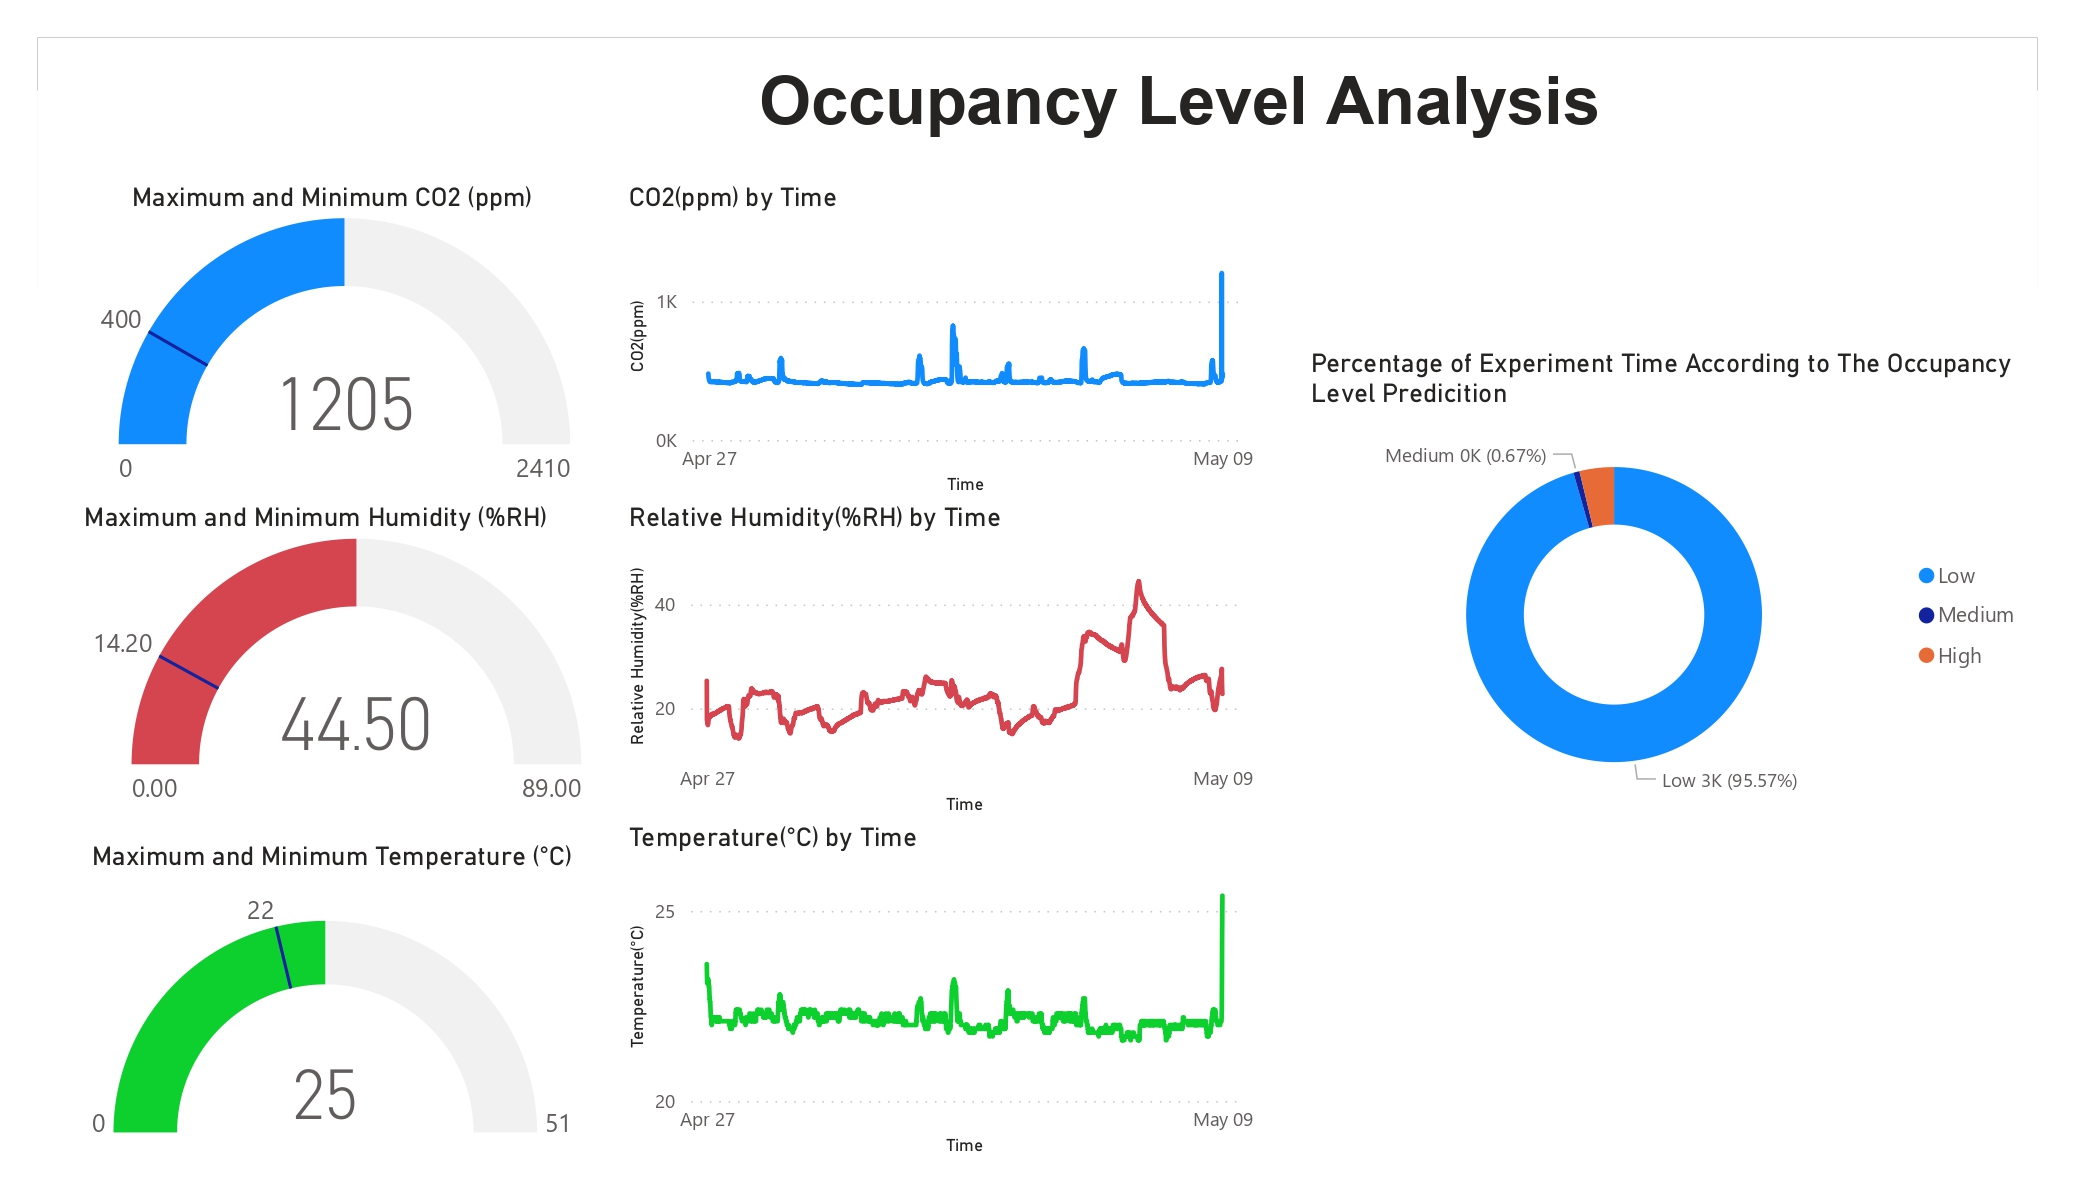 Occupancy Level Analysis
Maximum and Minimum CO2 (ppm)
400
1205
0
2410
CO2(ppm) by Time
CO2(ppm)
1K
0K
Apr 27
May 09
Time
Maximum and Minimum Humidity (%RH)
14.20
44.50
0.00
89.00
Relative Humidity(%RH) by Time
Relative Humidity(%RH)
40
20
Apr 27
May 09
Time
Maximum and Minimum Temperature (°C)
22
25
0
51
Temperature(°C) by Time
Temperature(°C)
25
20
Apr 27
May 09
Time
Percentage of Experiment Time According to The Occupancy
Level Predicition
Medium 0K (0.67%)
Low 3K (95.57%)
Low
Medium
High